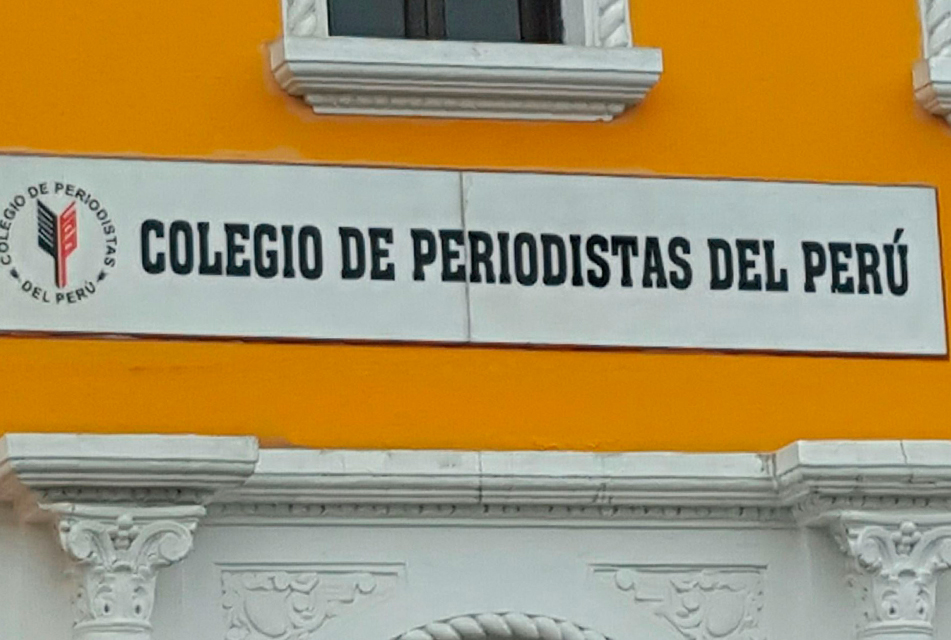 COLEGIO DE PERIODISTAS
DEL PERÚ
COLEGIO DE PERIODISTAS DEL PERÚ